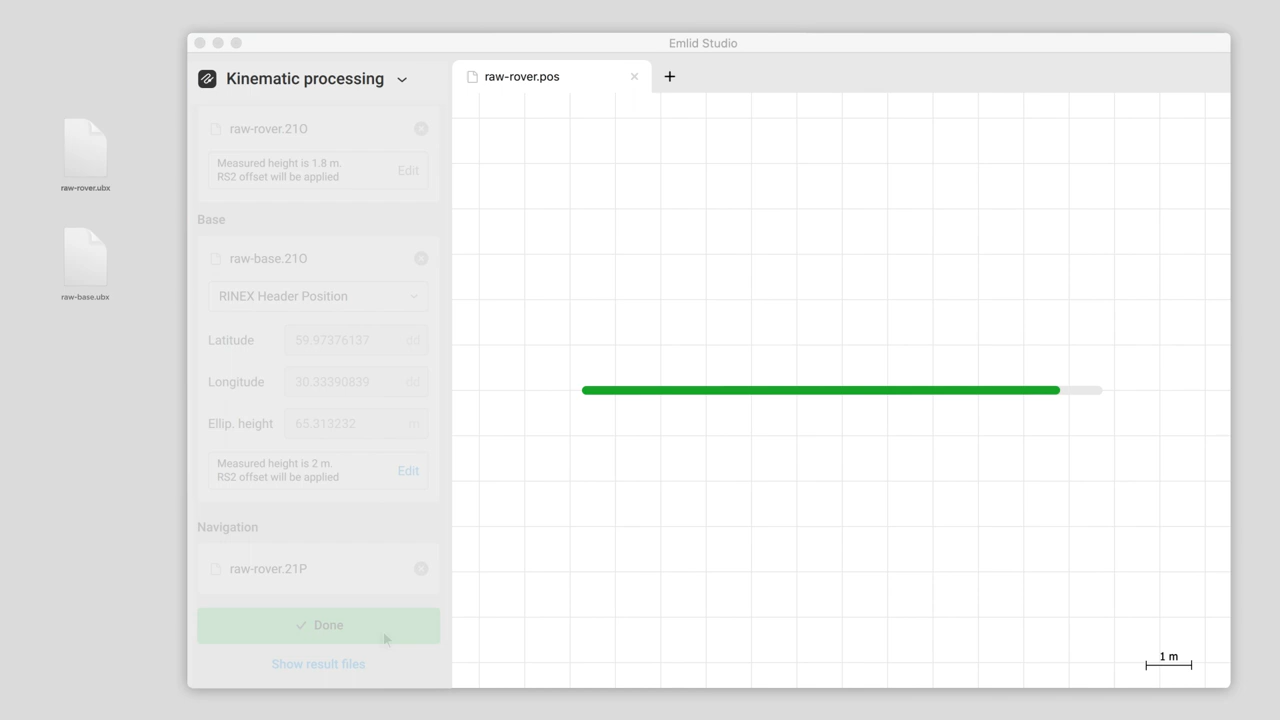 Emlid Studio
Kinematic processing
raw-rover.pos
raw-rover.21O
Measured height is 1.8 m.
RS2 offset will be applied
Edit
Base
raw-base.21O
RINEX Header Position
Latitude 59.97376137 dd
Longitude 30.33390839 dd
Ellip. height 65.313232 m
Measured height is 2 m.
RS2 offset will be applied
Edit
Navigation
raw-rover.21P
Done
Show result files
raw-rover.ubx
raw-base.ubx
1 m